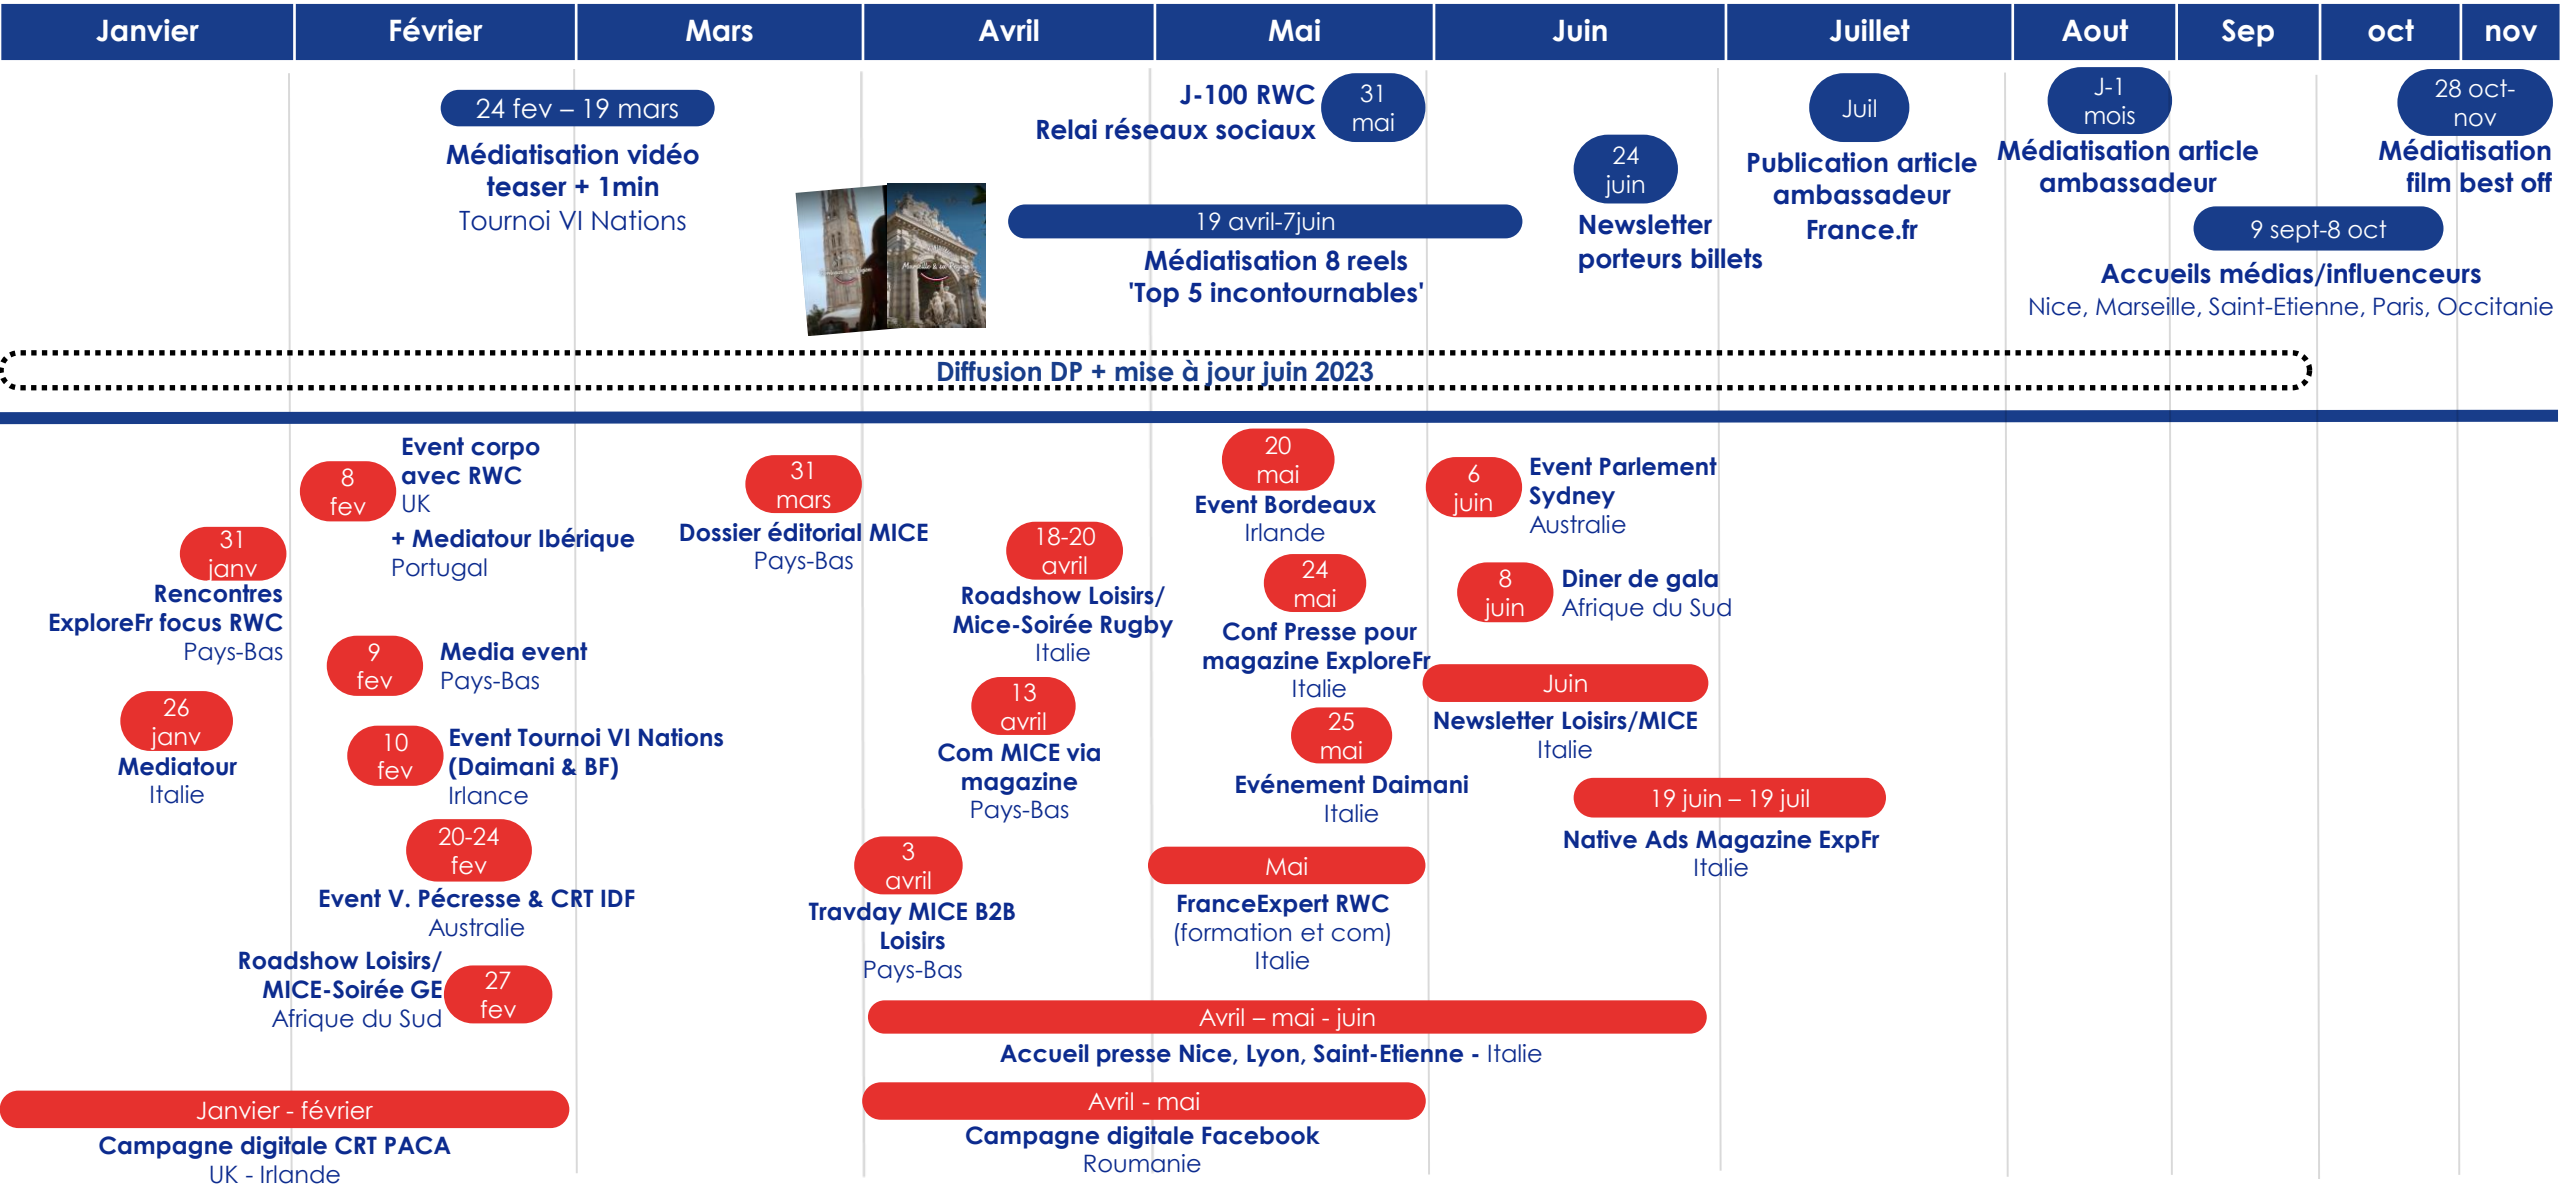 Janvier
Février
Mars
Avril
Mai
Juin
Juillet
Aout
Sep
oct
nov
24 fev – 19 mars
Médiatisation vidéo
teaser + 1min
Tournoi VI Nations
J-100 RWC
Relai réseaux sociaux
31
mai
19 avril-7juin
Médiatisation 8 reels
'Top 5 incontournables'
24
juin
Newsletter
porteurs billets
Juil
Publication article
ambassadeur
France.fr
J-1
mois
Médiatisation article
ambassadeur
28 oct-
nov
Médiatisation
film best off
9 sept-8 oct
Accueils médias/influenceurs
Nice, Marseille, Saint-Etienne, Paris, Occitanie
Diffusion DP + mise à jour juin 2023
31
janv
Rencontres
ExploreFr focus RWC
Pays-Bas
26
janv
Mediatour
Italie
8
fev
Event corpo
avec RWC
UK
+ Mediatour Ibérique
Portugal
9
fev
Media event
Pays-Bas
10
fev
Event Tournoi VI Nations
(Daimani & BF)
Irlance
20-24
fev
Event V. Pécresse & CRT IDF
Australie
Roadshow Loisirs/
MICE-Soirée GE
Afrique du Sud
27
fev
Janvier - février
Campagne digitale CRT PACA
UK - Irlande
31
mars
Dossier éditorial MICE
Pays-Bas
18-20
avril
Roadshow Loisirs/
Mice-Soirée Rugby
Italie
13
avril
Com MICE via
magazine
Pays-Bas
3
avril
Travday MICE B2B
Loisirs
Pays-Bas
20
mai
Event Bordeaux
Irlande
24
mai
Conf Presse pour
magazine ExploreFr
Italie
25
mai
Evénement Daimani
Italie
Mai
FranceExpert RWC
(formation et com)
Italie
6
juin
Event Parlement
Sydney
Australie
8
juin
Diner de gala
Afrique du Sud
Juin
Newsletter Loisirs/MICE
Italie
19 juin – 19 juil
Native Ads Magazine ExpFr
Italie
Avril – mai - juin
Accueil presse Nice, Lyon, Saint-Etienne - Italie
Avril - mai
Campagne digitale Facebook
Roumanie